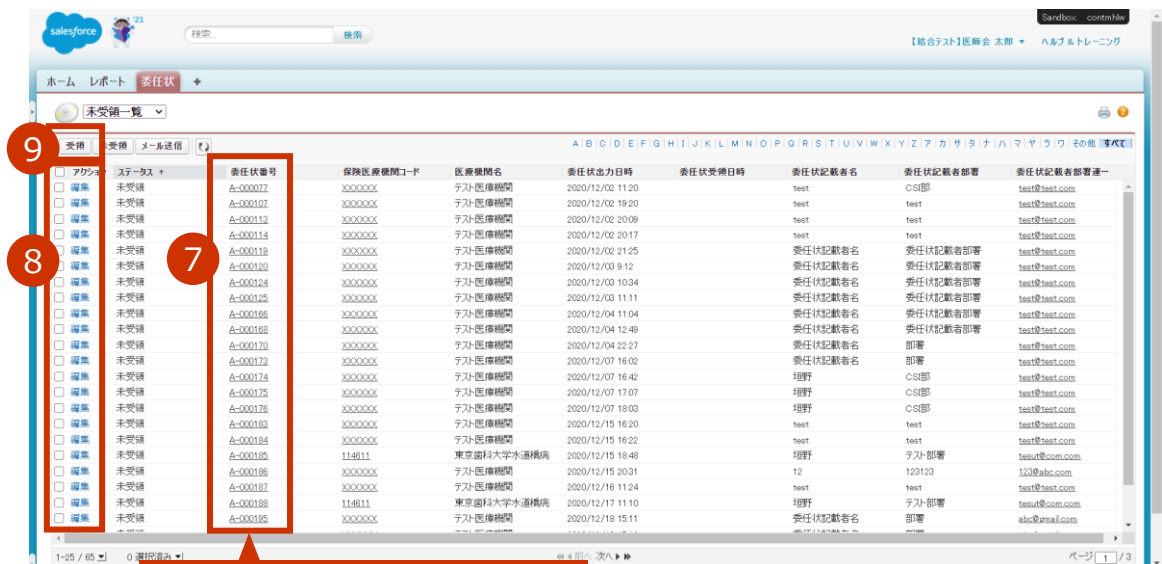 Sandbox: contmhlw
salesforce '21
検索...
検索
【結合テスト】医師会 太郎 ヘルプ & トレーニング
ホーム レポート 委任状 +
未受領一覧
9 受領 未受領 メール送信 A B C D E F G H I J K L M N O P Q R S T U V W X Y Z ア カ サ タ ナ ハ マ ヤ ラ ワ その他 すべて
アクション ステータス ↑ 委任状番号 保険医療機関コード 医療機関名 委任状出力日時 委任状受領日時 委任状記載者名 委任状記載者部署 委任状記載者部署連…
編集 未受領 A-000077 XXXXXX テスト医療機関 2020/12/02 11:20 test CSI部 test@test.com
編集 未受領 A-000107 XXXXXX テスト医療機関 2020/12/02 19:20 test test test@test.com
編集 未受領 A-000113 XXXXXX テスト医療機関 2020/12/02 20:09 test test test@test.com
編集 未受領 A-000114 XXXXXX テスト医療機関 2020/12/02 20:17 test test test@test.com
編集 未受領 A-000119 XXXXXX テスト医療機関 2020/12/02 21:25 委任状記載者名 委任状記載者部署 test@test.com
8 7
編集 未受領 A-000120 XXXXXX テスト医療機関 2020/12/03 9:12 委任状記載者名 委任状記載者部署 test@test.com
編集 未受領 A-000124 XXXXXX テスト医療機関 2020/12/03 10:34 委任状記載者名 委任状記載者部署 test@test.com
編集 未受領 A-000125 XXXXXX テスト医療機関 2020/12/03 11:11 委任状記載者名 委任状記載者部署 test@test.com
編集 未受領 A-000166 XXXXXX テスト医療機関 2020/12/04 11:04 委任状記載者名 委任状記載者部署 test@test.com
編集 未受領 A-000168 XXXXXX テスト医療機関 2020/12/04 12:49 委任状記載者名 委任状記載者部署 test@test.com
編集 未受領 A-000170 XXXXXX テスト医療機関 2020/12/04 22:27 委任状記載者名 部署 test@test.com
編集 未受領 A-000173 XXXXXX テスト医療機関 2020/12/07 16:02 委任状記載者名 部署 test@test.com
編集 未受領 A-000174 XXXXXX テスト医療機関 2020/12/07 16:42 垣野 CSI部 test@test.com
編集 未受領 A-000175 XXXXXX テスト医療機関 2020/12/07 17:07 垣野 CSI部 test@test.com
編集 未受領 A-000176 XXXXXX テスト医療機関 2020/12/07 18:03 垣野 CSI部 test@test.com
編集 未受領 A-000183 XXXXXX テスト医療機関 2020/12/15 16:20 test test test@test.com
編集 未受領 A-000184 XXXXXX テスト医療機関 2020/12/15 16:22 test test test@test.com
編集 未受領 A-000185 114611 東京歯科大学水道橋病 2020/12/15 18:48 垣野 テスト部署 tesut@com.com
編集 未受領 A-000186 XXXXXX テスト医療機関 2020/12/15 20:31 12 123123 123@abc.com
編集 未受領 A-000187 XXXXXX テスト医療機関 2020/12/16 11:24 test test test@test.com
編集 未受領 A-000188 114611 東京歯科大学水道橋病 2020/12/17 11:10 垣野 テスト部署 tesut@com.com
編集 未受領 A-000195 XXXXXX テスト医療機関 2020/12/18 15:11 委任状記載者名 部署 abc@gmail.com
1-25 / 65 0 選択済み 前へ 次へ ページ 1 / 3